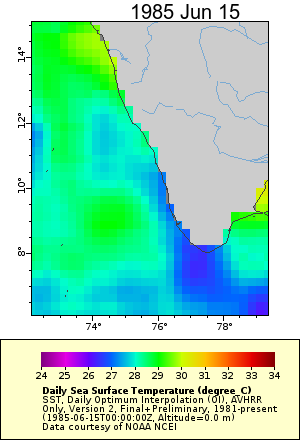 1985 Jun 15
14°
12°
10°
8°
74°
76°
78°
24 25 26 27 28 29 30 31 32 33 34
Daily Sea Surface Temperature (degree_C)
SST, Daily Optimum Interpolation (OI), AVHRR
Only, Version 2, Final+Preliminary, 1981-present
(1985-06-15T00:00:00Z, Altitude=0.0 m)
Data courtesy of NOAA NCEI